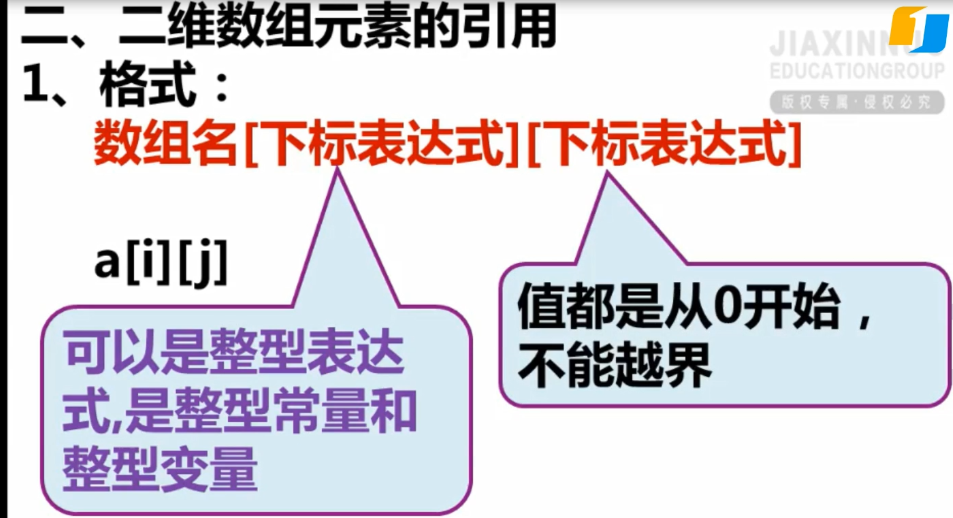 二、二维数组元素的引用
JIAXINNUO
EDUCATIONGROUP
版权专属·侵权必究
1、格式：
数组名[下标表达式][下标表达式]
a[i][j]
可以是整型表达
式,是整型常量和
整型变量
值都是从0开始，
不能越界